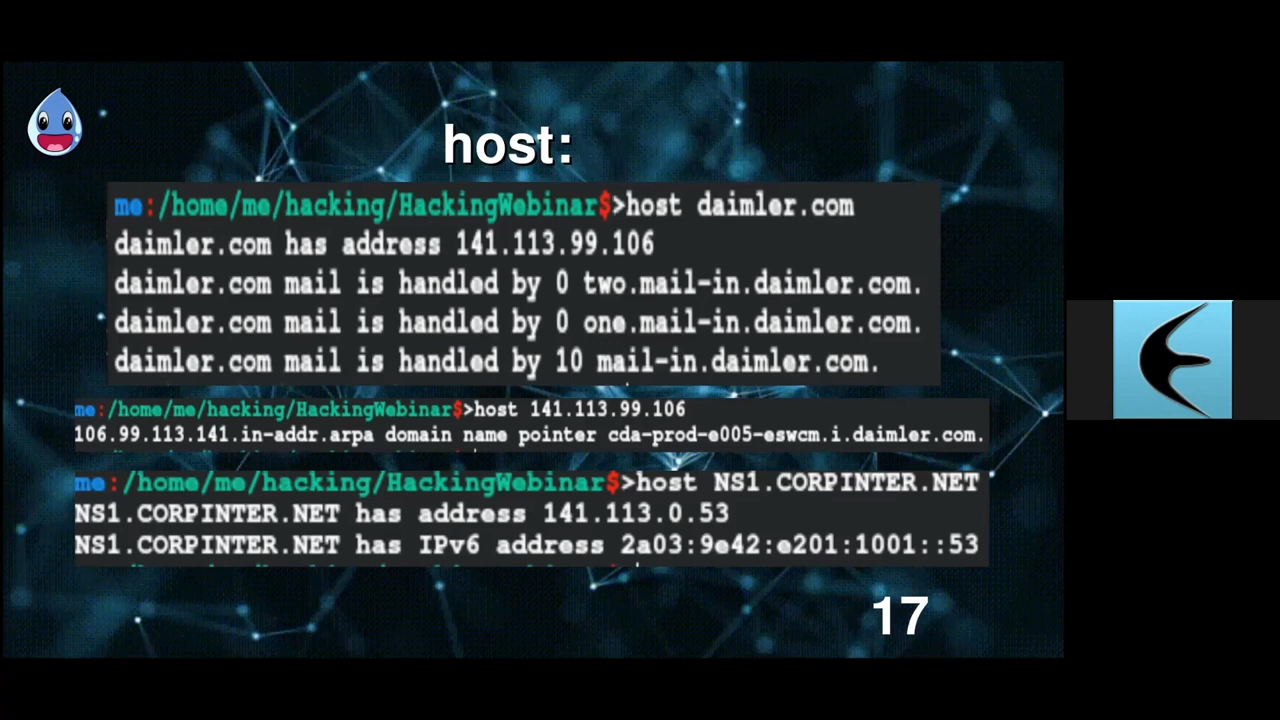 host:
me:/home/me/hacking/HackingWebinar$>host daimler.com
daimler.com has address 141.113.99.106
daimler.com mail is handled by 0 two.mail-in.daimler.com.
daimler.com mail is handled by 0 one.mail-in.daimler.com.
daimler.com mail is handled by 10 mail-in.daimler.com.
me:/home/me/hacking/HackingWebinar$>host 141.113.99.106
106.99.113.141.in-addr.arpa domain name pointer cda-prod-e005-eswcm.i.daimler.com.
me:/home/me/hacking/HackingWebinar$>host NS1.CORPINTER.NET
NS1.CORPINTER.NET has address 141.113.0.53
NS1.CORPINTER.NET has IPv6 address 2a03:9e42:e201:1001::53
17